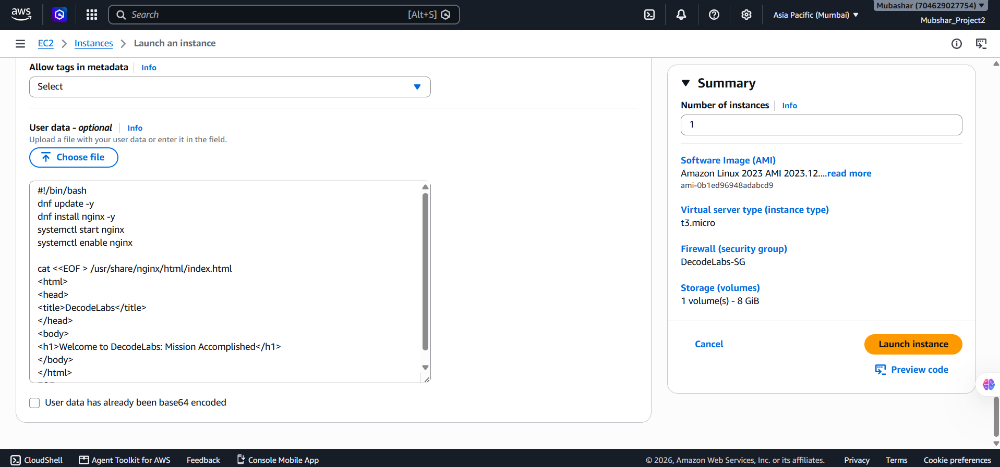 aws
Search
[Alt+S]
Asia Pacific (Mumbai)
Mubashar (704629027754)
Mubshar_Project2
EC2
Instances
Launch an instance
Allow tags in metadata
Info
Select
User data - optional
Info
Upload a file with your user data or enter it in the field.
Choose file
#!/bin/bash
dnf update -y
dnf install nginx -y
systemctl start nginx
systemctl enable nginx
cat <<EOF > /usr/share/nginx/html/index.html
<html>
<head>
<title>DecodeLabs</title>
</head>
<body>
<h1>Welcome to DecodeLabs: Mission Accomplished</h1>
</body>
</html>
User data has already been base64 encoded
Summary
Number of instances
Info
1
Software Image (AMI)
Amazon Linux 2023 AMI 2023.12....read more
ami-0b1ed96948adabcd9
Virtual server type (instance type)
t3.micro
Firewall (security group)
DecodeLabs-SG
Storage (volumes)
1 volume(s) - 8 GiB
Cancel
Launch instance
Preview code
CloudShell
Agent Toolkit for AWS
Feedback
Console Mobile App
© 2026, Amazon Web Services, Inc. or its affiliates.
Privacy
Terms
Cookie preferences